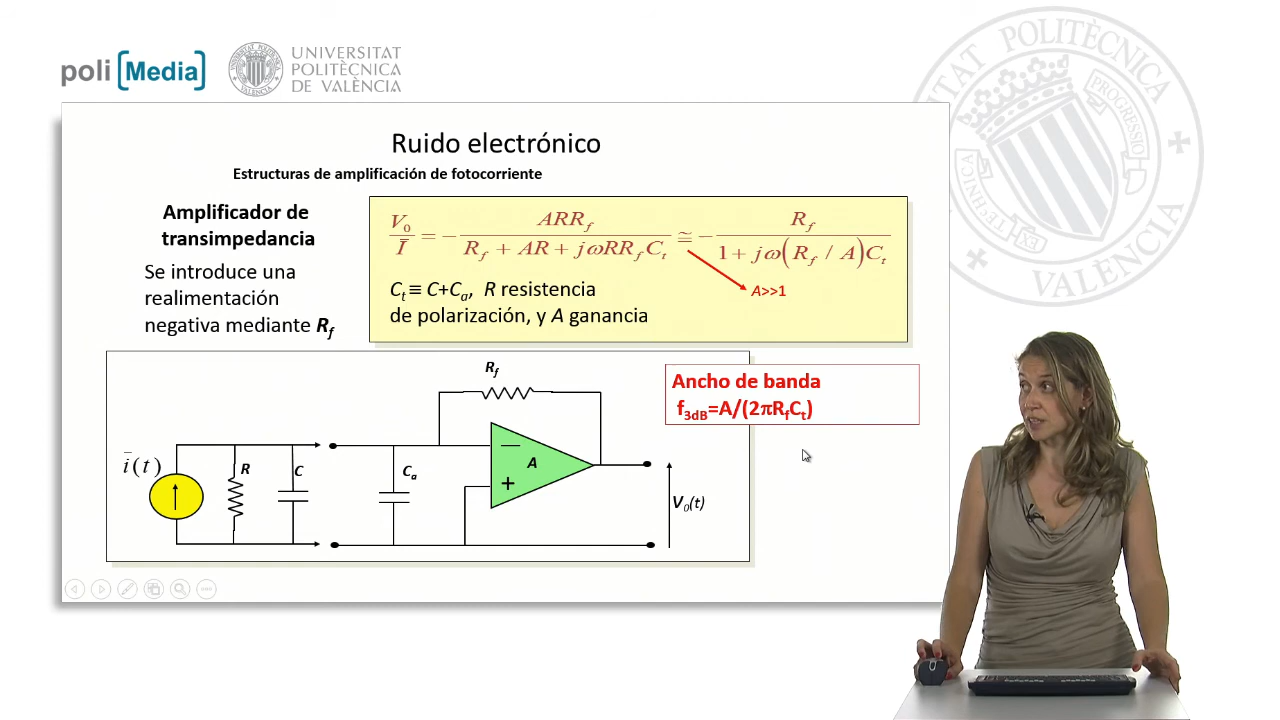 poli [Media]
UNIVERSITAT
POLITÈCNICA
DE VALÈNCIA
Ruido electrónico
Estructuras de amplificación de fotocorriente
Amplificador de
transimpedancia
Se introduce una
realimentación
negativa mediante Rf
V0 / Ī = − ARRf / (Rf + AR + jωRRfCt) ≅ − Rf / (1 + jω(Rf / A)Ct)
A>>1
Ct ≡ C+Ca, R resistencia
de polarización, y A ganancia
Ancho de banda
f3dB=A/(2πRfCt)
Rf
i(t)
R
C
Ca
A
V0(t)